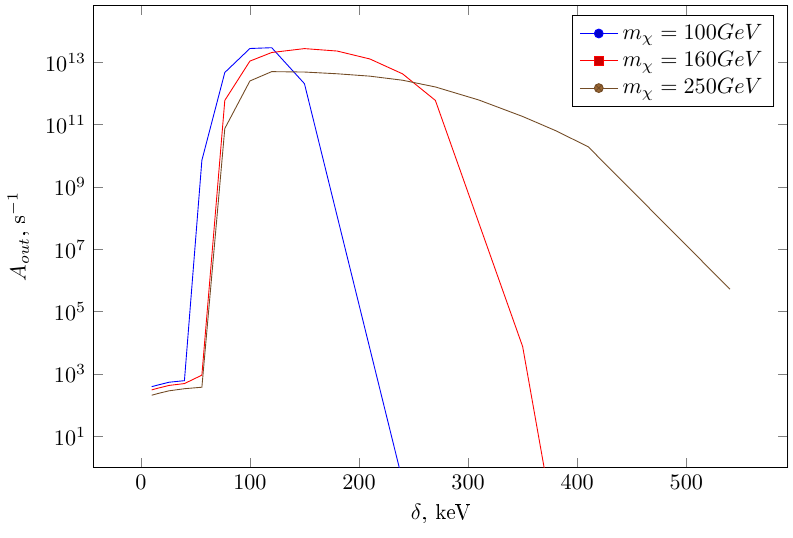 m_χ = 100GeV
m_χ = 160GeV
m_χ = 250GeV
10^13
10^11
10^9
10^7
10^5
10^3
10^1
A_out, s^−1
0 100 200 300 400 500
δ, keV